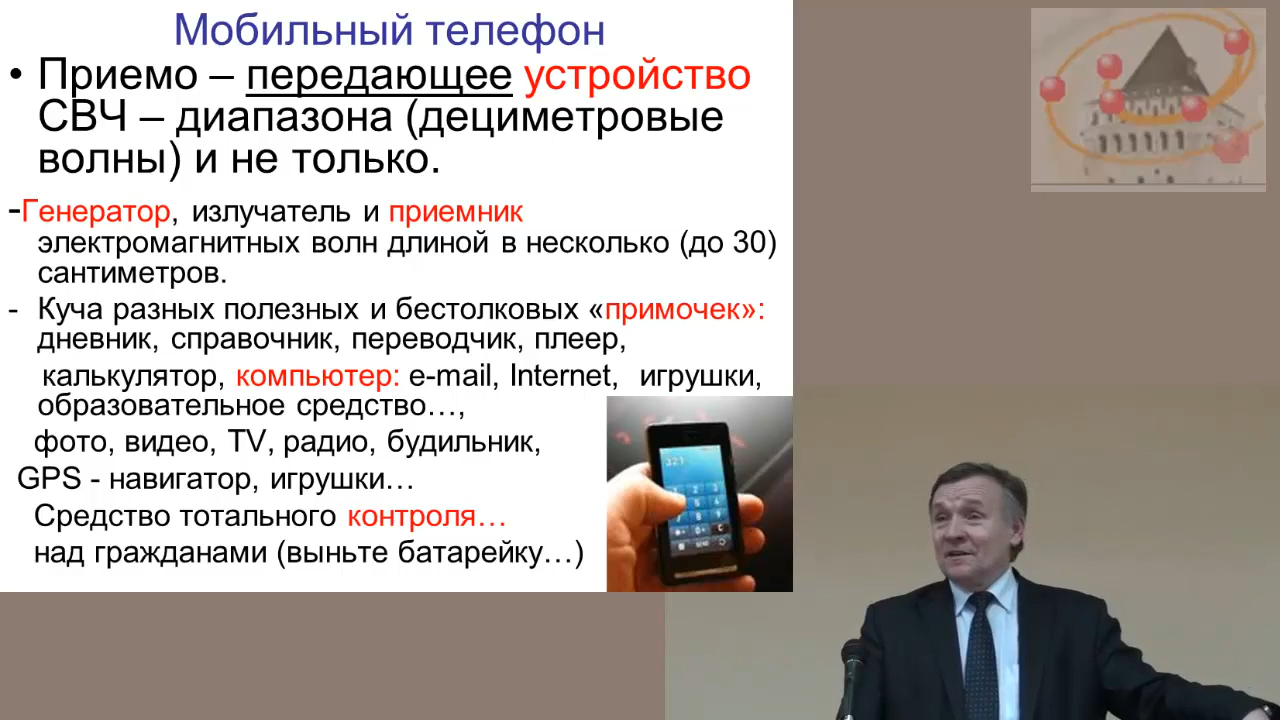 Мобильный телефон
• Приемо – передающее устройство
СВЧ – диапазона (дециметровые
волны) и не только.
-Генератор, излучатель и приемник
электромагнитных волн длиной в несколько (до 30)
сантиметров.
- Куча разных полезных и бестолковых «примочек»:
дневник, справочник, переводчик, плеер,
калькулятор, компьютер: e-mail, Internet, игрушки,
образовательное средство…,
фото, видео, TV, радио, будильник,
GPS - навигатор, игрушки…
Средство тотального контроля…
над гражданами (выньте батарейку…)
321